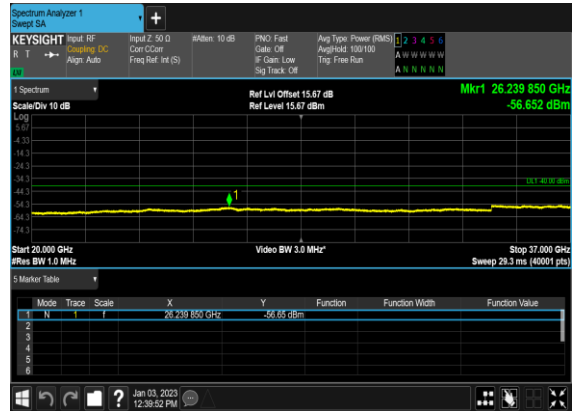 Spectrum Analyzer 1
Swept SA
KEYSIGHT Input: RF Input Z: 50 Ω #Atten: 10 dB PNO: Fast Avg Type: Power (RMS) 1 2 3 4 5 6
R T Coupling: DC Corr CCorr Gate: Off Avg|Hold: 100/100 A W W W W W
Align: Auto Freq Ref: Int (S) IF Gain: Low Trig: Free Run
LW Sig Track: Off A N N N N N
1 Spectrum Ref Lvl Offset 15.67 dB Mkr1 26.239 850 GHz
Scale/Div 10 dB Ref Level 15.67 dBm -56.652 dBm
Log
5.67
-4.33
-14.3
-24.3
-34.3
DL1 -40.00 dBm
-44.3
1
-54.3
-64.3
-74.3
Start 20.000 GHz Video BW 3.0 MHz* Stop 37.000 GHz
#Res BW 1.0 MHz Sweep 29.3 ms (40001 pts)
5 Marker Table
Mode Trace Scale X Y Function Function Width Function Value
1 N 1 f 26.239 850 GHz -56.65 dBm
2
3
4
5
6
? Jan 03, 2023
12:39:52 PM